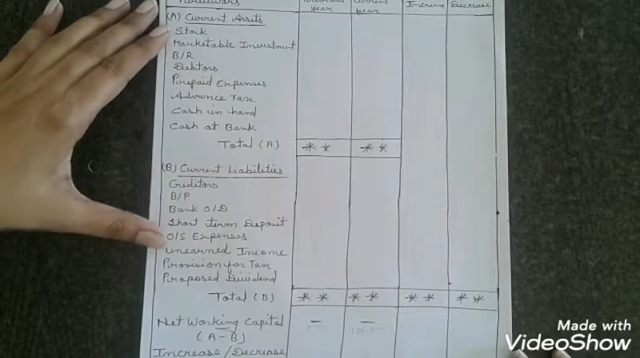 Particulars Previous Year Current Year Increase Decrease
(A) Current Assets
Stock
Marketable Investment
B/R
Debtors
Prepaid Expenses
Advance Tax
Cash in hand
Cash at Bank
Total (A) ** **
(B) Current Liabilities
Creditors
B/P
Bank O/D
Short term Deposit
O/S Expenses
Unearned Income
Provision for Tax
Proposed Dividend
Total (B) ** ** ** **
Net Working Capital — —
(A-B)
Increase/Decrease
Made with
VideoShow